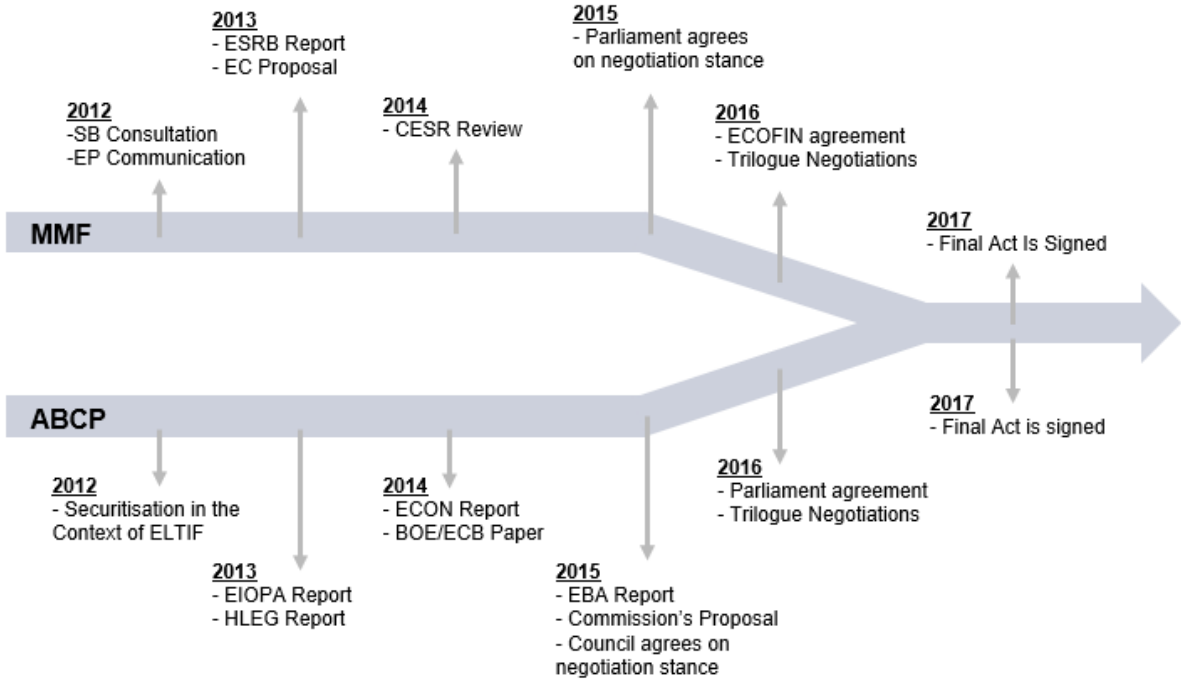 2013
- ESRB Report
- EC Proposal
2015
- Parliament agrees
on negotiation stance
2012
-SB Consultation
-EP Communication
2014
- CESR Review
2016
- ECOFIN agreement
- Trilogue Negotiations
MMF
2017
- Final Act Is Signed
ABCP
2017
- Final Act is signed
2012
- Securitisation in the
Context of ELTIF
2014
- ECON Report
- BOE/ECB Paper
2016
- Parliament agreement
- Trilogue Negotiations
2013
- EIOPA Report
- HLEG Report
2015
- EBA Report
- Commission's Proposal
- Council agrees on
negotiation stance